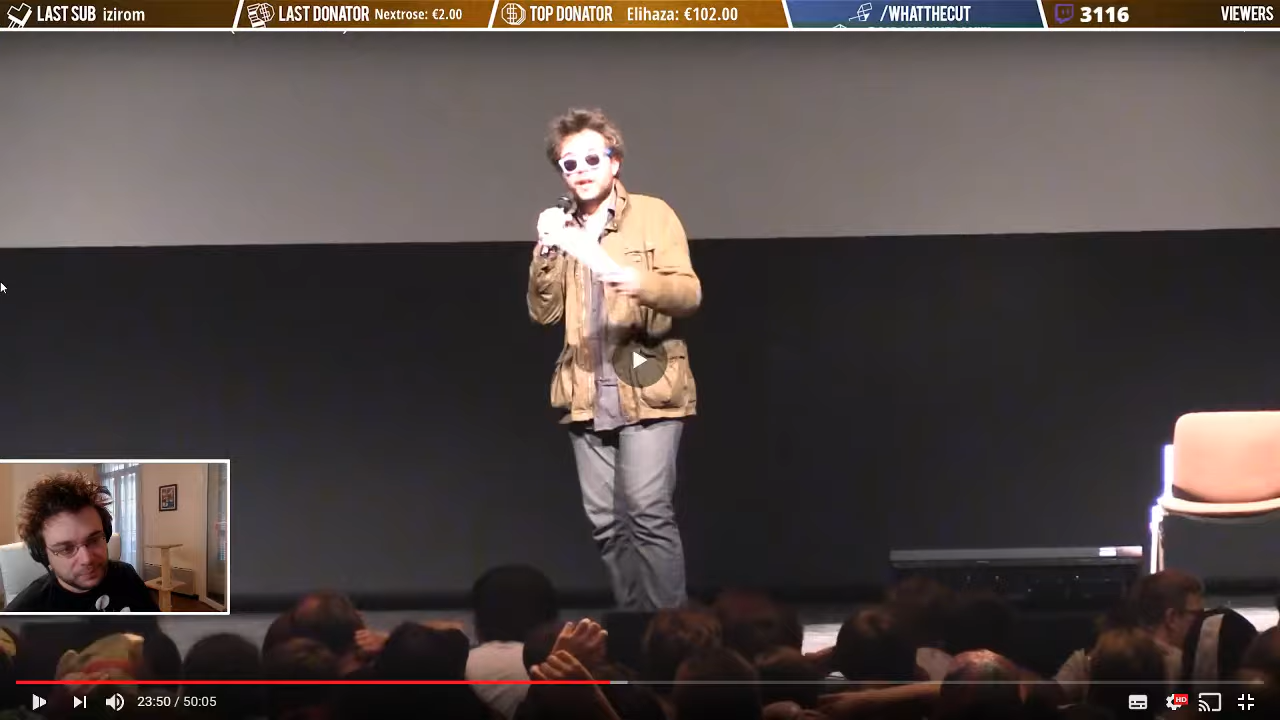 LAST SUB izirom
LAST DONATOR Nextrose: €2.00
TOP DONATOR Elihaza: €102.00
/WHATTHECUT
3116 VIEWERS
HD
23:50 / 50:05